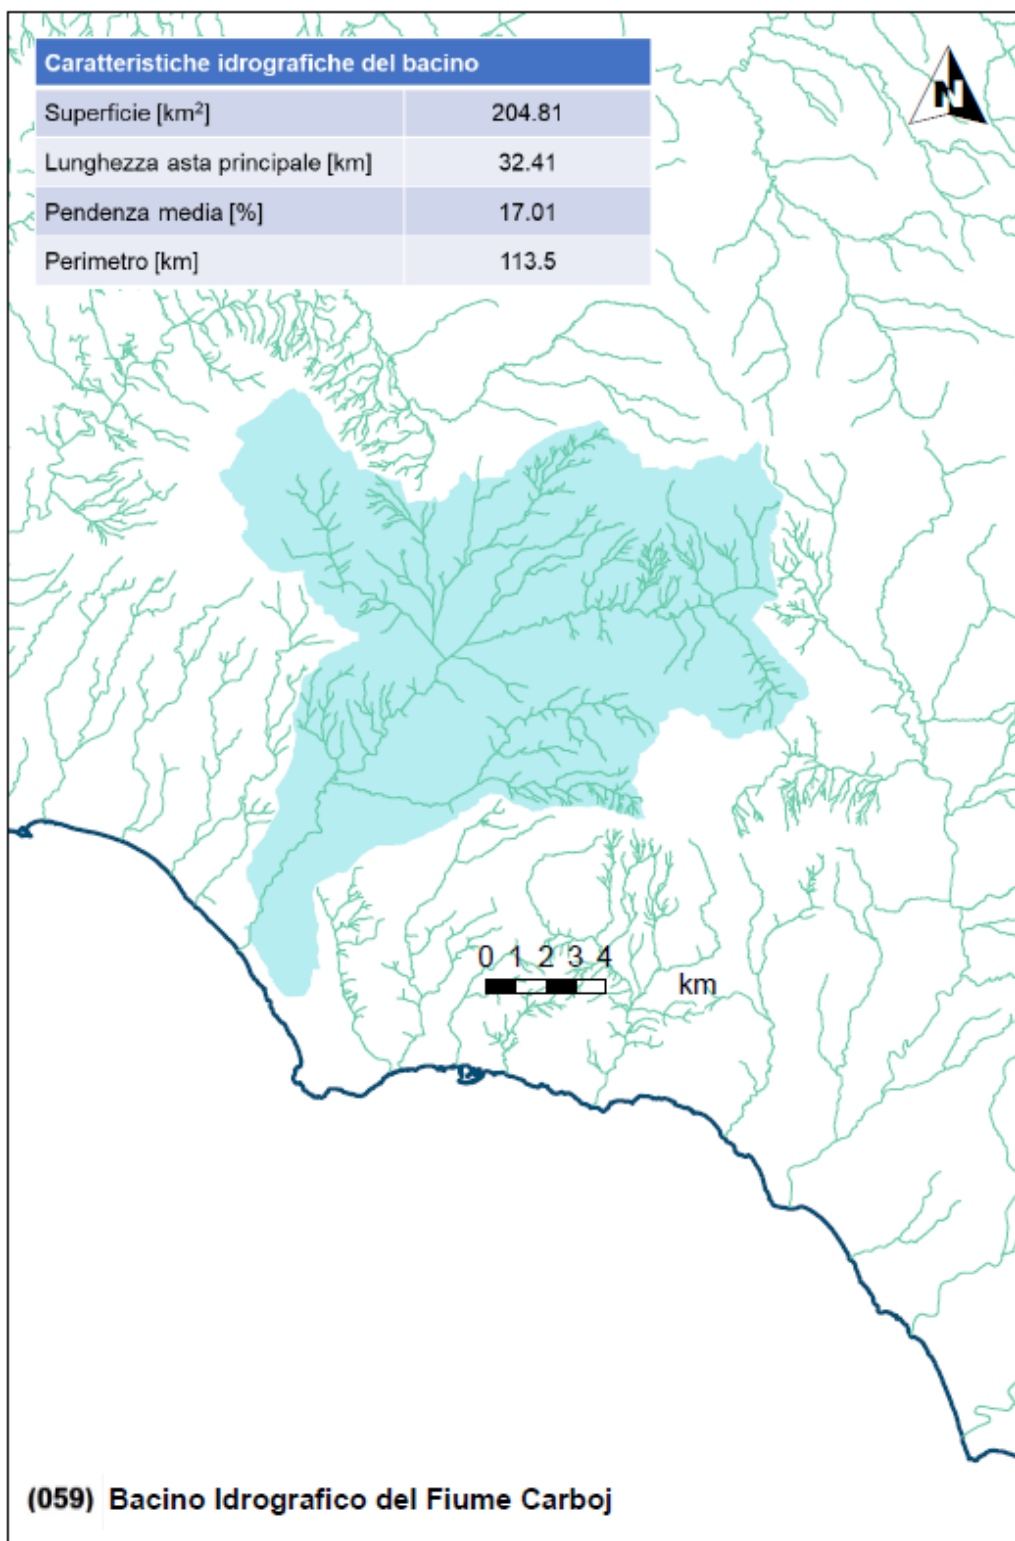 Caratteristiche idrografiche del bacino
Superficie [km²] 204.81
Lunghezza asta principale [km] 32.41
Pendenza media [%] 17.01
Perimetro [km] 113.5
N
0 1 2 3 4
km
(059) Bacino Idrografico del Fiume Carboj